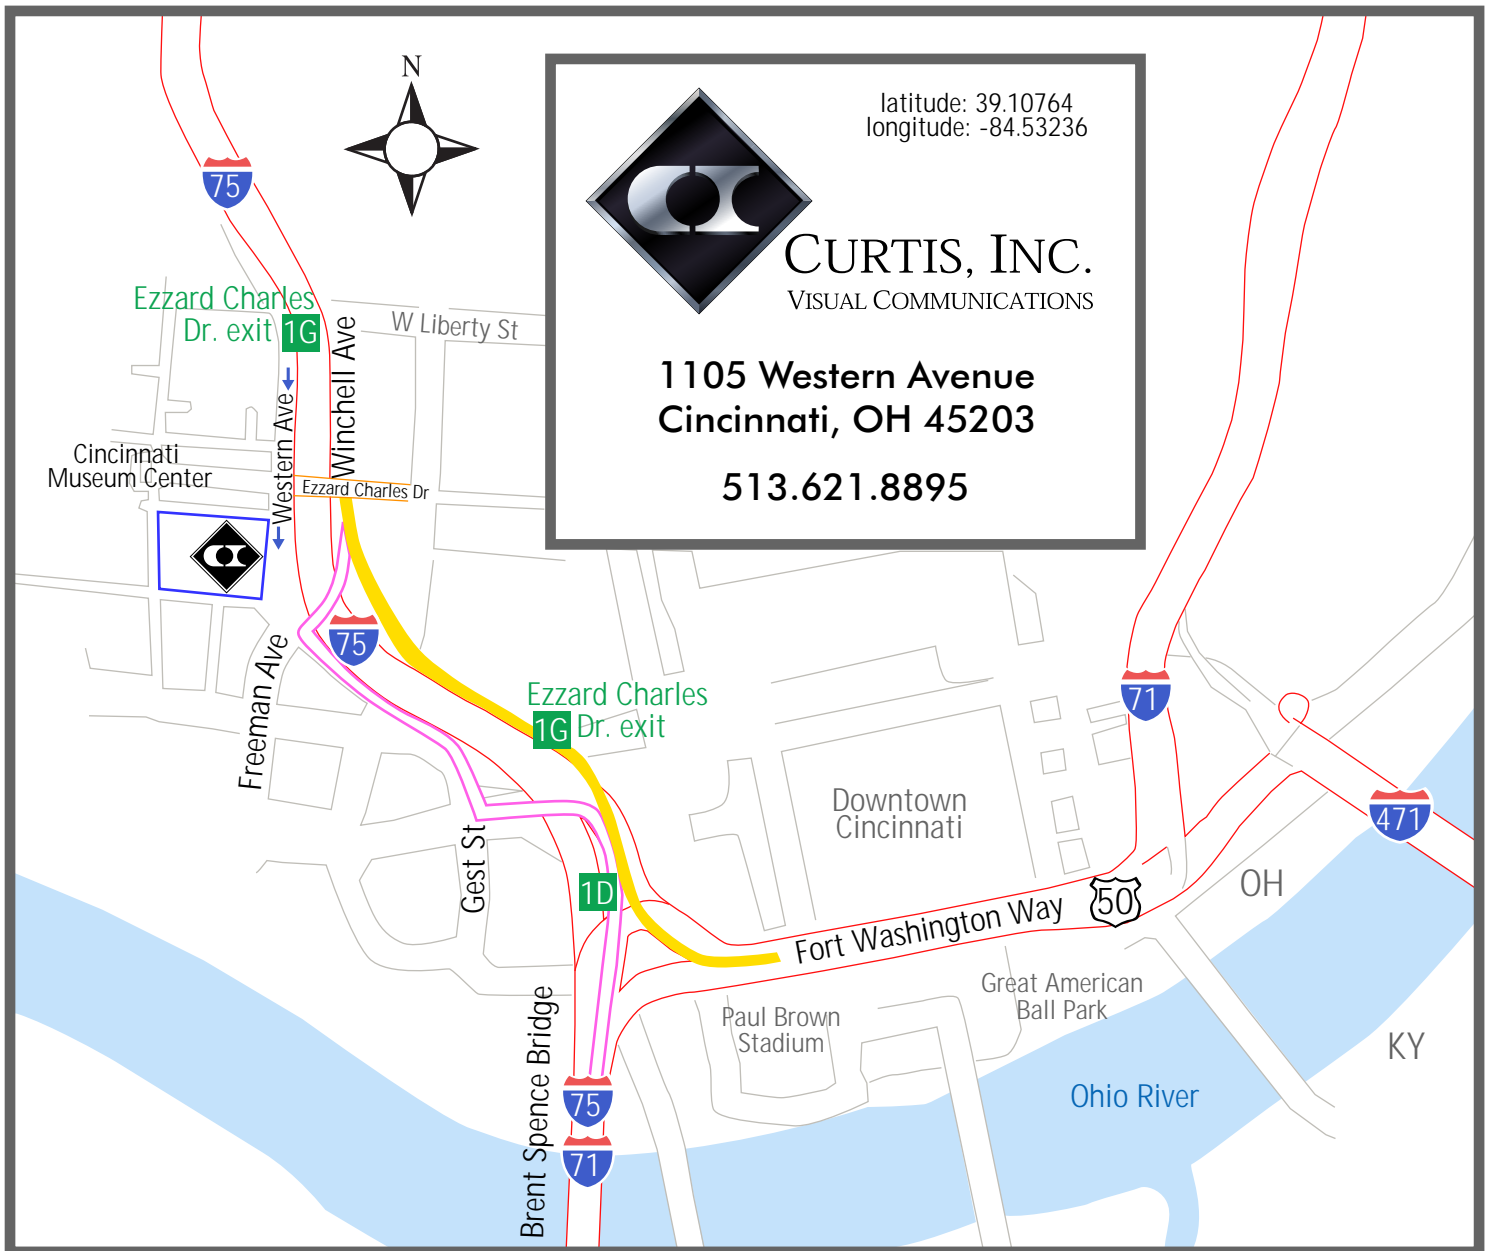 N
latitude: 39.10764
longitude: -84.53236
CURTIS, INC.
VISUAL COMMUNICATIONS
1105 Western Avenue
Cincinnati, OH 45203
513.621.8895
75
Ezzard Charles
Dr. exit 1G
W Liberty St
Winchell Ave
Western Ave
Cincinnati
Museum Center
Ezzard Charles Dr
75
Freeman Ave
Ezzard Charles
1G Dr. exit
71
Downtown
Cincinnati
471
Gest St
1D
50
OH
Fort Washington Way
Great American
Ball Park
Paul Brown
Stadium
KY
Brent Spence Bridge
Ohio River
75
71